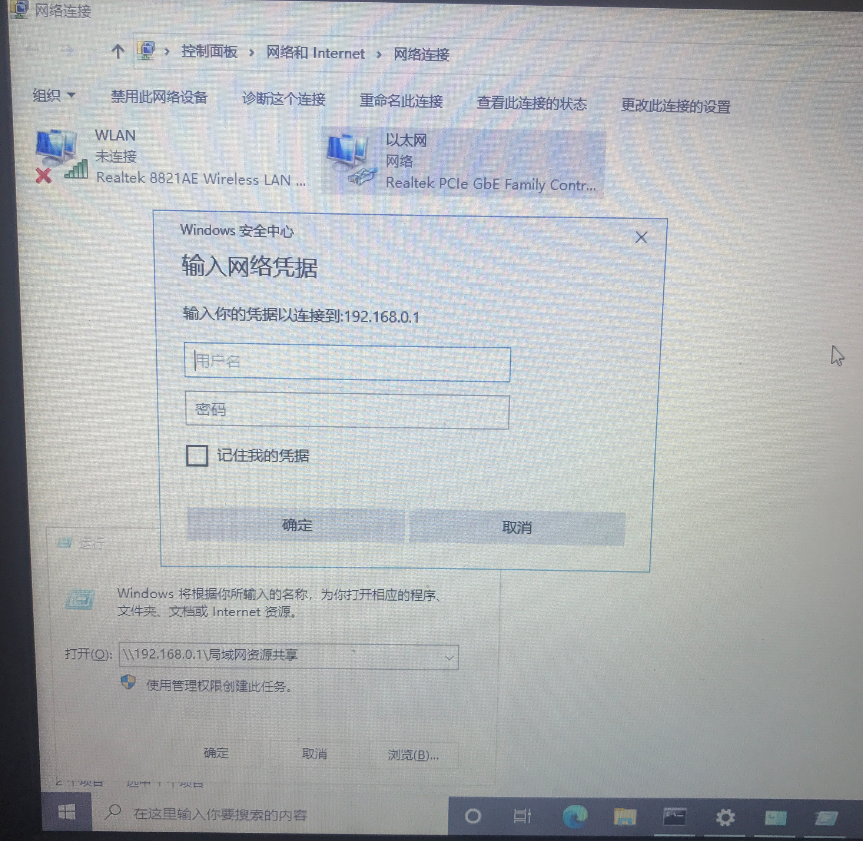 网络连接
控制面板 › 网络和 Internet › 网络连接
组织 禁用此网络设备 诊断这个连接 重命名此连接 查看此连接的状态 更改此连接的设置
WLAN
未连接
Realtek 8821AE Wireless LAN ...
以太网
网络
Realtek PCIe GbE Family Contr...
Windows 安全中心
输入网络凭据
输入你的凭据以连接到:192.168.0.1
用户名
密码
记住我的凭据
确定 取消
运行
Windows 将根据你所输入的名称，为你打开相应的程序、
文件夹、文档或 Internet 资源。
打开(O): \\192.168.0.1\局域网资源共享
使用管理权限创建此任务。
确定 取消 浏览(B)...
2 个项目 选中 1 个项目
在这里输入你要搜索的内容